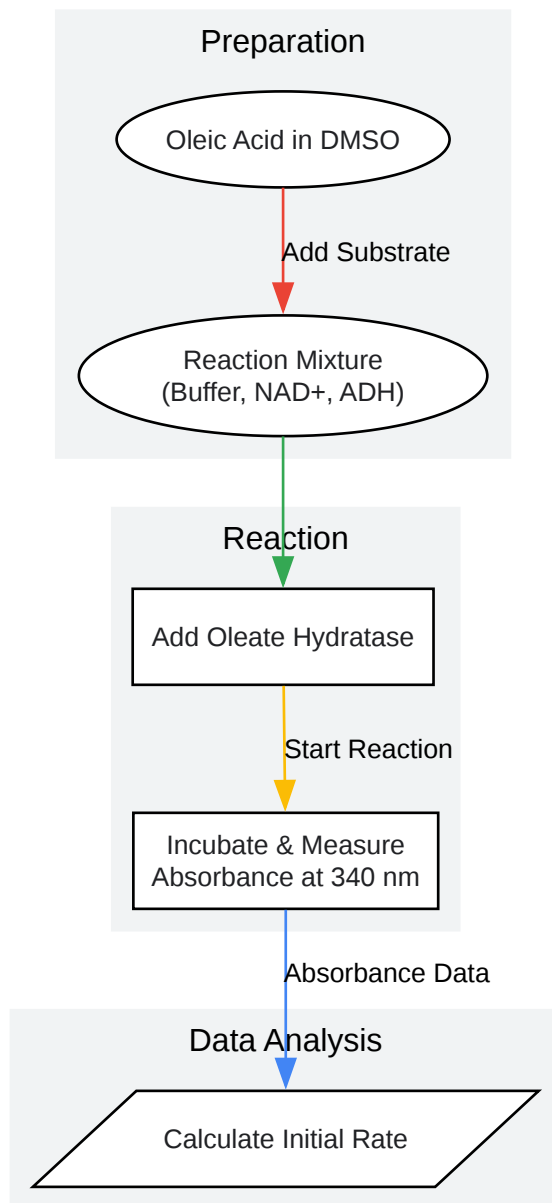 Preparation
Oleic Acid in DMSO
Add Substrate
Reaction Mixture
(Buffer, NAD+, ADH)
Reaction
Add Oleate Hydratase
Start Reaction
Incubate & Measure
Absorbance at 340 nm
Absorbance Data
Data Analysis
Calculate Initial Rate